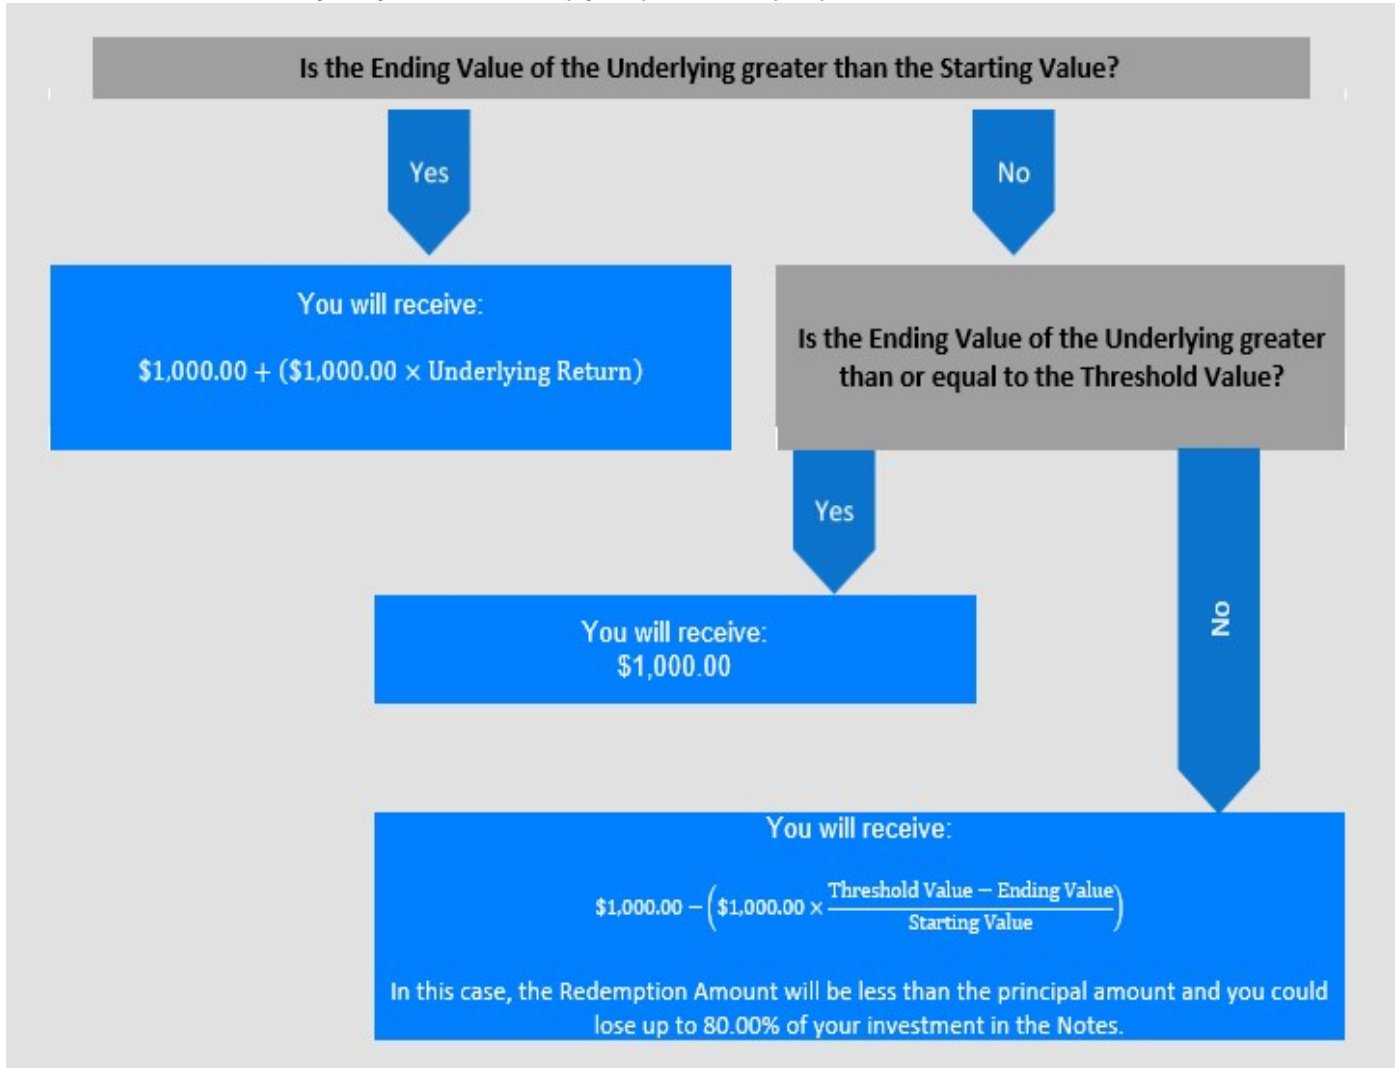 Is the Ending Value of the Underlying greater than the Starting Value?
Yes
No
You will receive:
$1,000.00 + ($1,000.00 × Underlying Return)
Is the Ending Value of the Underlying greater
than or equal to the Threshold Value?
Yes
No
You will receive:
$1,000.00
You will receive:
$1,000.00 − ($1,000.00 × Threshold Value − Ending Value
Starting Value)
In this case, the Redemption Amount will be less than the principal amount and you could
lose up to 80.00% of your investment in the Notes.